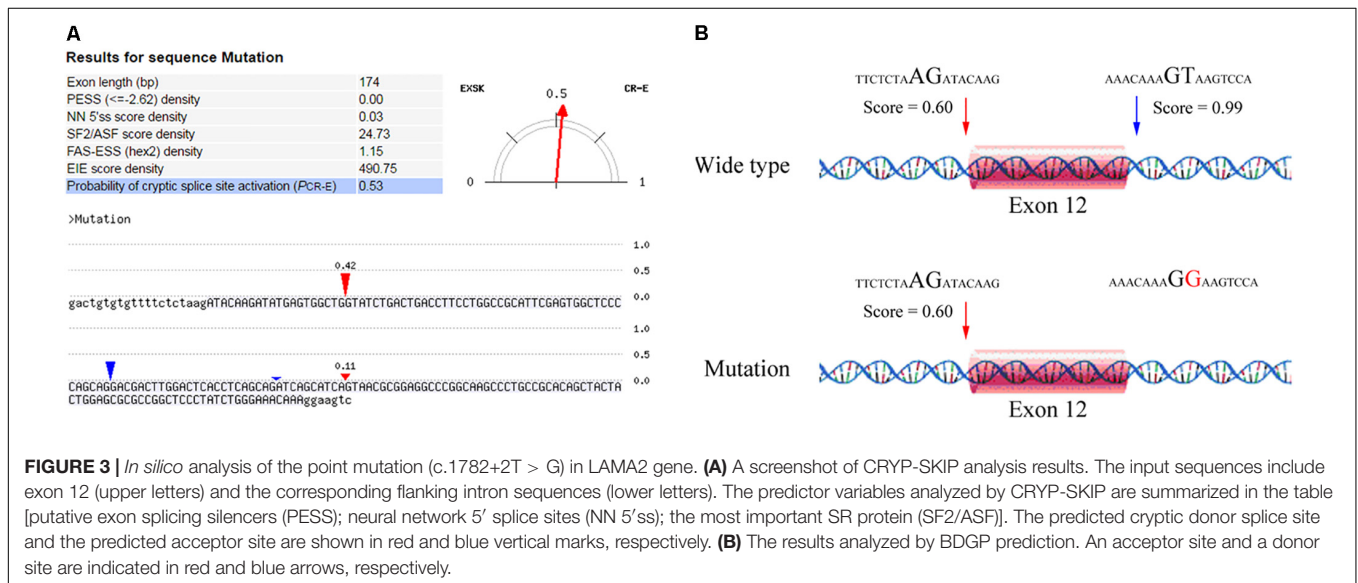 A
Results for sequence Mutation
Exon length (bp) 174
PESS (<=-2.62) density 0.00
NN 5'ss score density 0.03
SF2/ASF score density 24.73
FAS-ESS (hex2) density 1.15
EIE score density 490.75
Probability of cryptic splice site activation (PCR-E) 0.53
EXSK 0.5 CR-E
0 1
>Mutation
1.0
0.5
0.42
0.0
gactgtgtgttttctctaagATACAAGATATGAGTGGCTGGTATCTGACTGACCTTCCTGGCCGCATTCGAGTGGCTCCC
1.0
0.5
0.11
0.0
CAGCAGGACGACTTGGACTCACCTCAGCAGATCAGCATCAGTAACGCGGAGGCCCGGCAAGCCCTGCCGCACAGCTACTA
CTGGAGCGCGCCGGCTCCCTATCTGGGAAACAAAggaagtc
B
TTCTCTAAGATACAAG AAACAAAGTAAGTCCA
Score = 0.60 Score = 0.99
Wide type
Exon 12
TTCTCTAAGATACAAG AAACAAAGGAAGTCCA
Score = 0.60
Mutation
Exon 12
FIGURE 3 | In silico analysis of the point mutation (c.1782+2T > G) in LAMA2 gene. (A) A screenshot of CRYP-SKIP analysis results. The input sequences include
exon 12 (upper letters) and the corresponding flanking intron sequences (lower letters). The predictor variables analyzed by CRYP-SKIP are summarized in the table
[putative exon splicing silencers (PESS); neural network 5′ splice sites (NN 5′ss); the most important SR protein (SF2/ASF)]. The predicted cryptic donor splice site
and the predicted acceptor site are shown in red and blue vertical marks, respectively. (B) The results analyzed by BDGP prediction. An acceptor site and a donor
site are indicated in red and blue arrows, respectively.